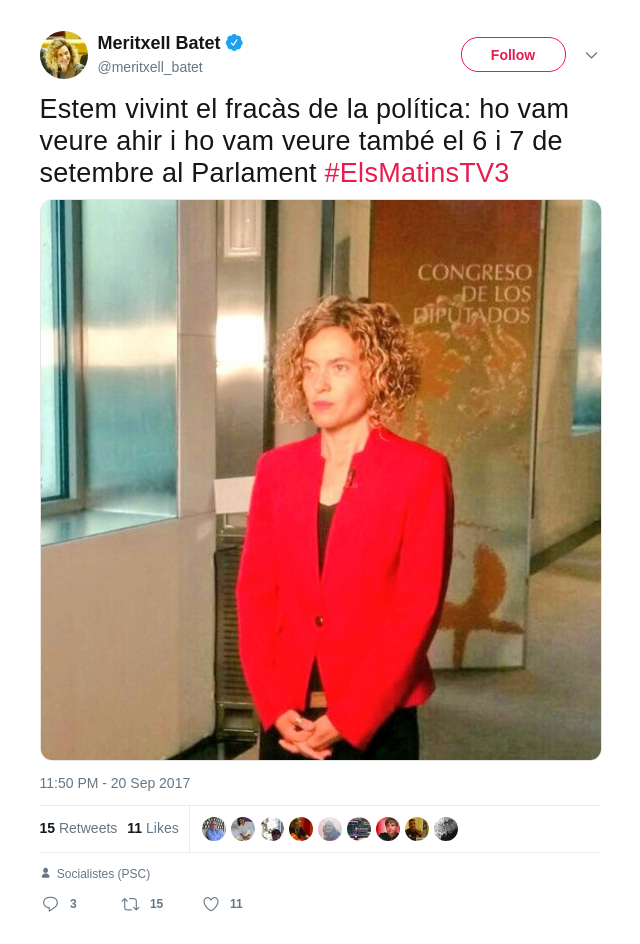 Meritxell Batet
@meritxell_batet
Follow
Estem vivint el fracàs de la política: ho vam
veure ahir i ho vam veure també el 6 i 7 de
setembre al Parlament #ElsMatinsTV3
CONGRESO
DE LOS
DIPUTADOS
11:50 PM - 20 Sep 2017
15 Retweets 11 Likes
Socialistes (PSC)
3 15 11